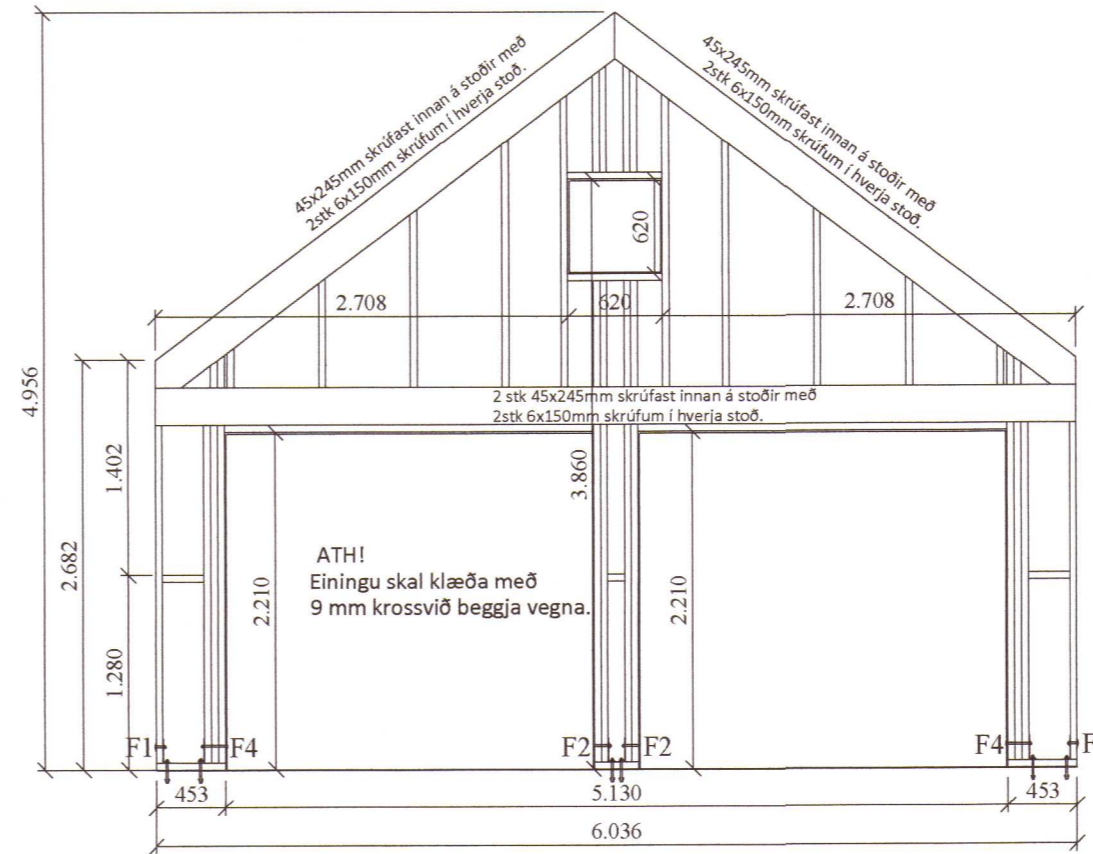 45x245mm skrúfast innan á stoðir með
2stk 6x150mm skrúfum í hverja stoð.
45x245mm skrúfast innan á stoðir með
2stk 6x150mm skrúfum í hverja stoð.
620
2.708
620
2.708
4.956
2 stk 45x245mm skrúfast innan á stoðir með
2stk 6x150mm skrúfum í hverja stoð.
1.402
3.860
2.682
2.210
ATH!
Einingu skal klæða með
9 mm krossvið beggja vegna.
2.210
1.280
F1
F4
F2
F2
F4
453
5.130
453
6.036